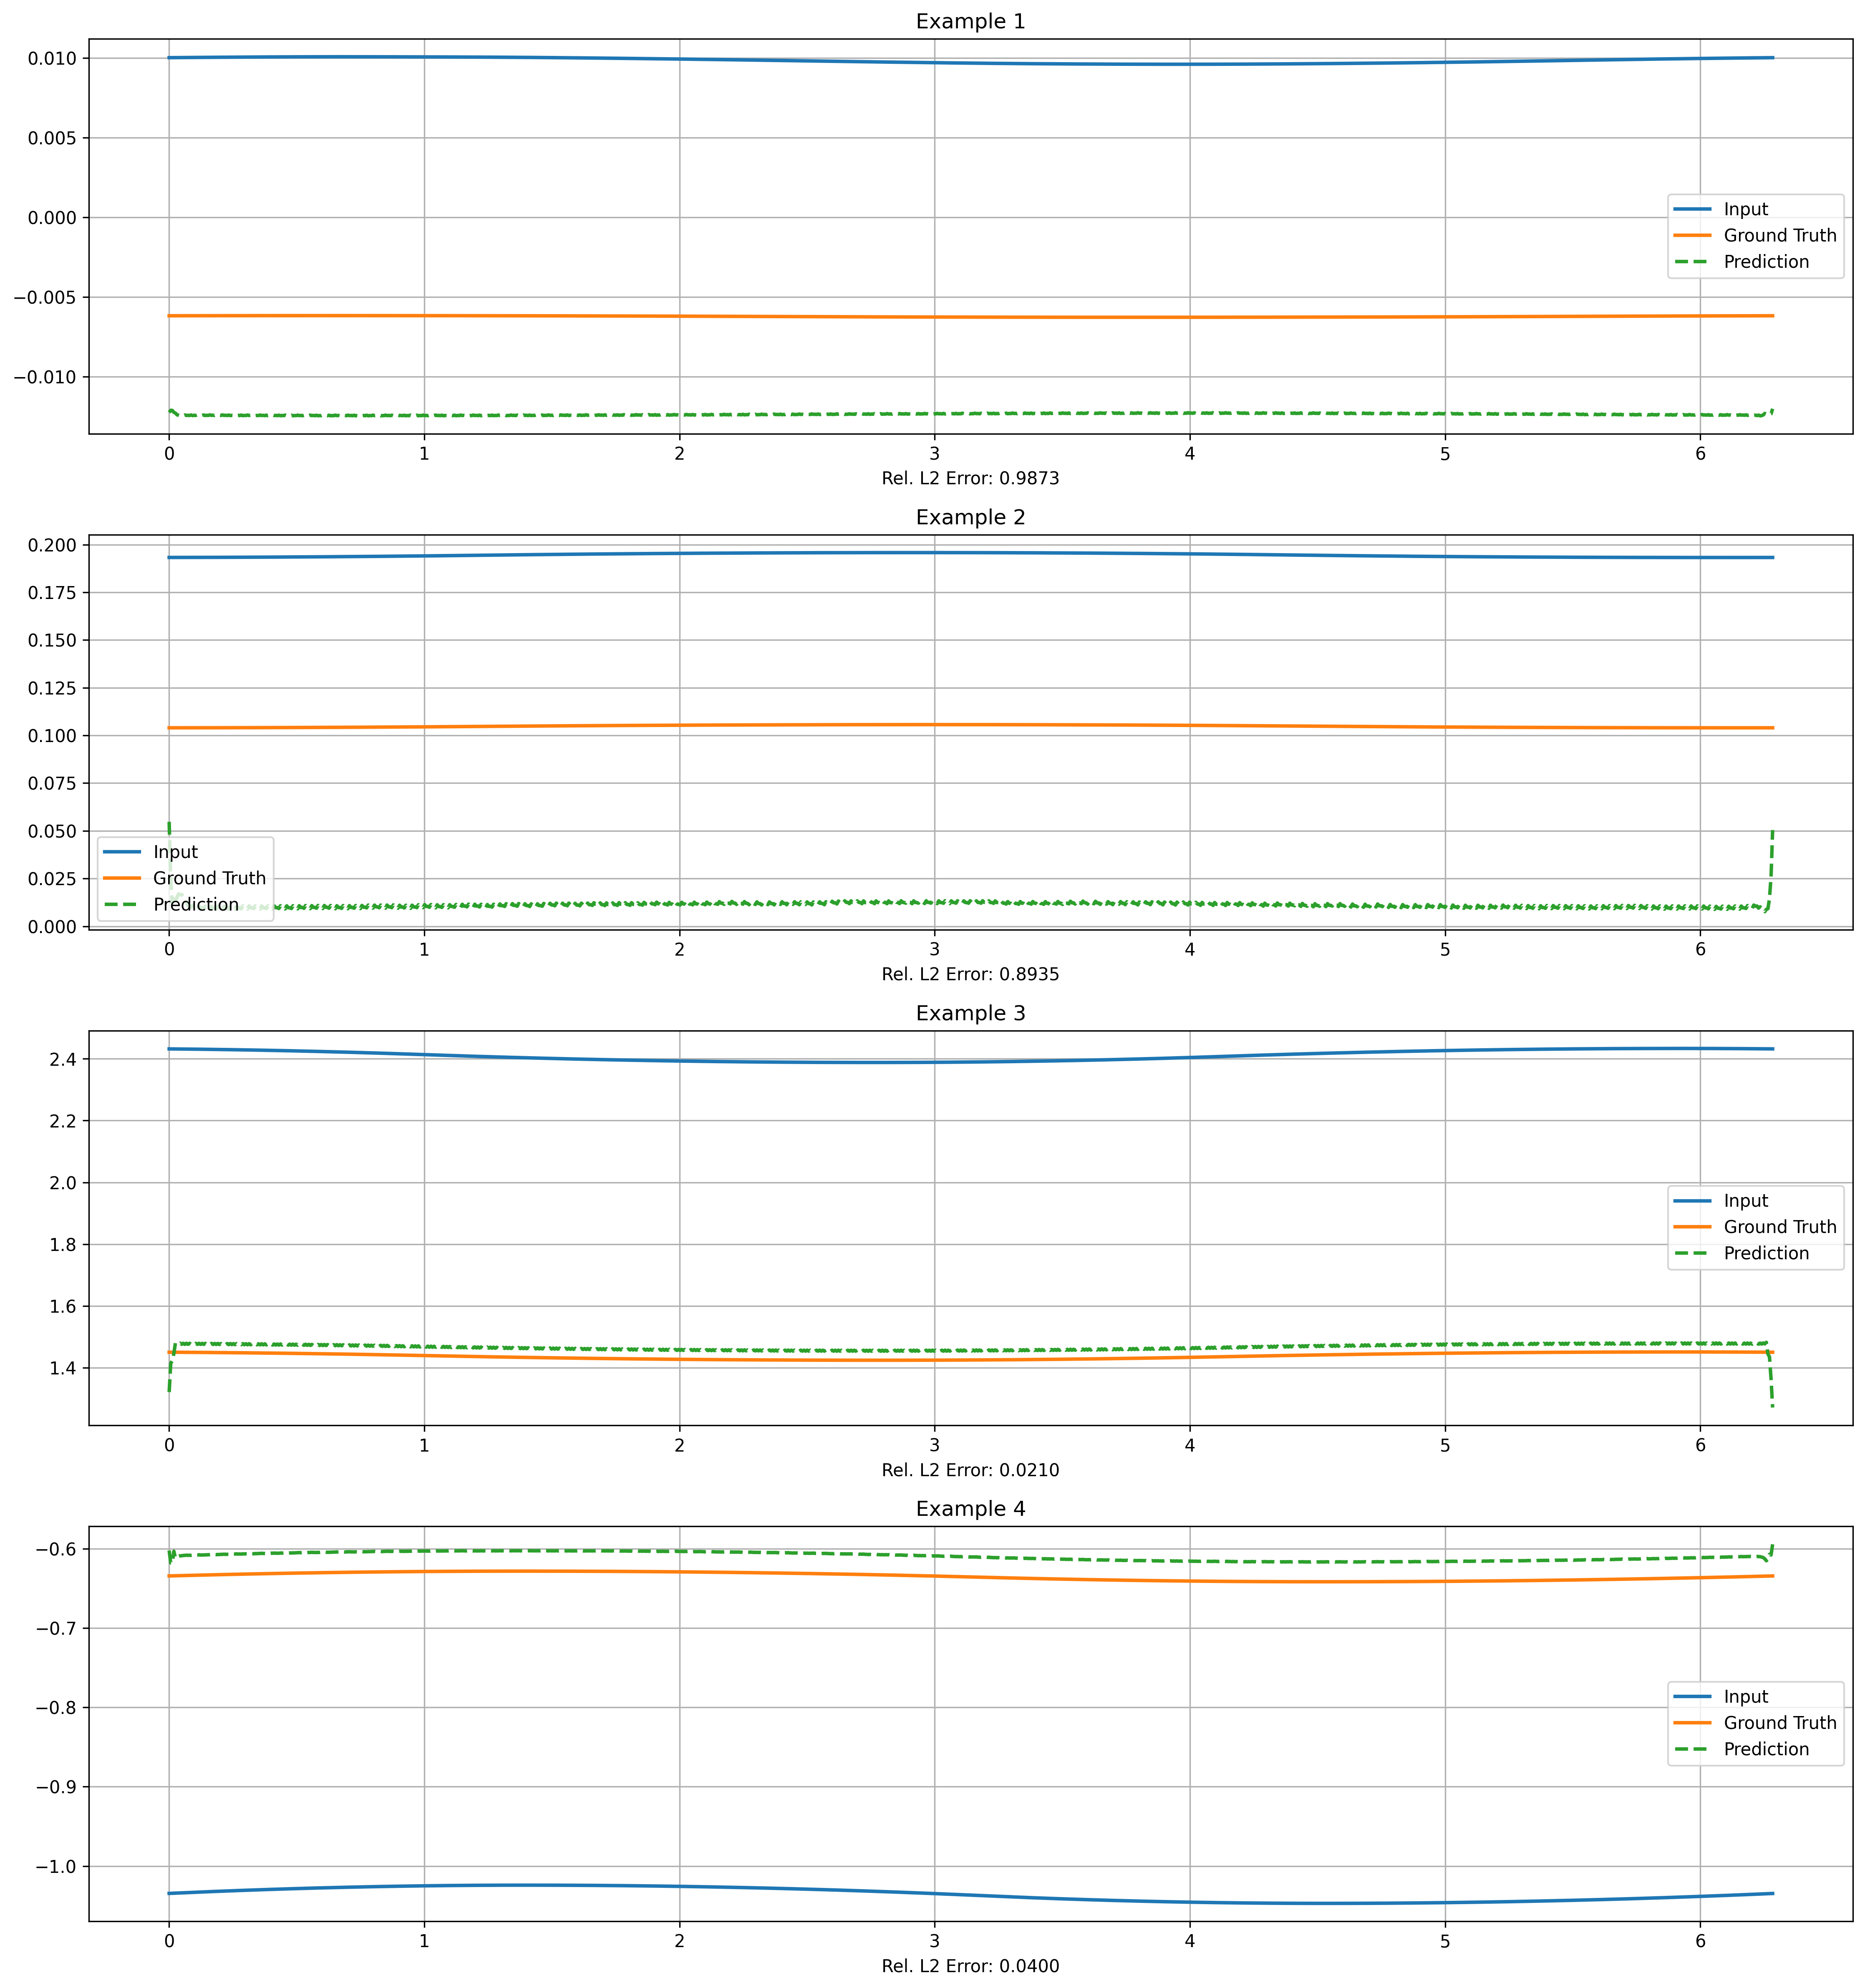 Example 1
0.010
0.005
0.000
−0.005
−0.010
Input
Ground Truth
Prediction
0 1 2 3 4 5 6
Rel. L2 Error: 0.9873
Example 2
0.200
0.175
0.150
0.125
0.100
0.075
0.050
0.025
0.000
Input
Ground Truth
Prediction
0 1 2 3 4 5 6
Rel. L2 Error: 0.8935
Example 3
2.4
2.2
2.0
1.8
1.6
1.4
Input
Ground Truth
Prediction
0 1 2 3 4 5 6
Rel. L2 Error: 0.0210
Example 4
−0.6
−0.7
−0.8
−0.9
−1.0
Input
Ground Truth
Prediction
0 1 2 3 4 5 6
Rel. L2 Error: 0.0400